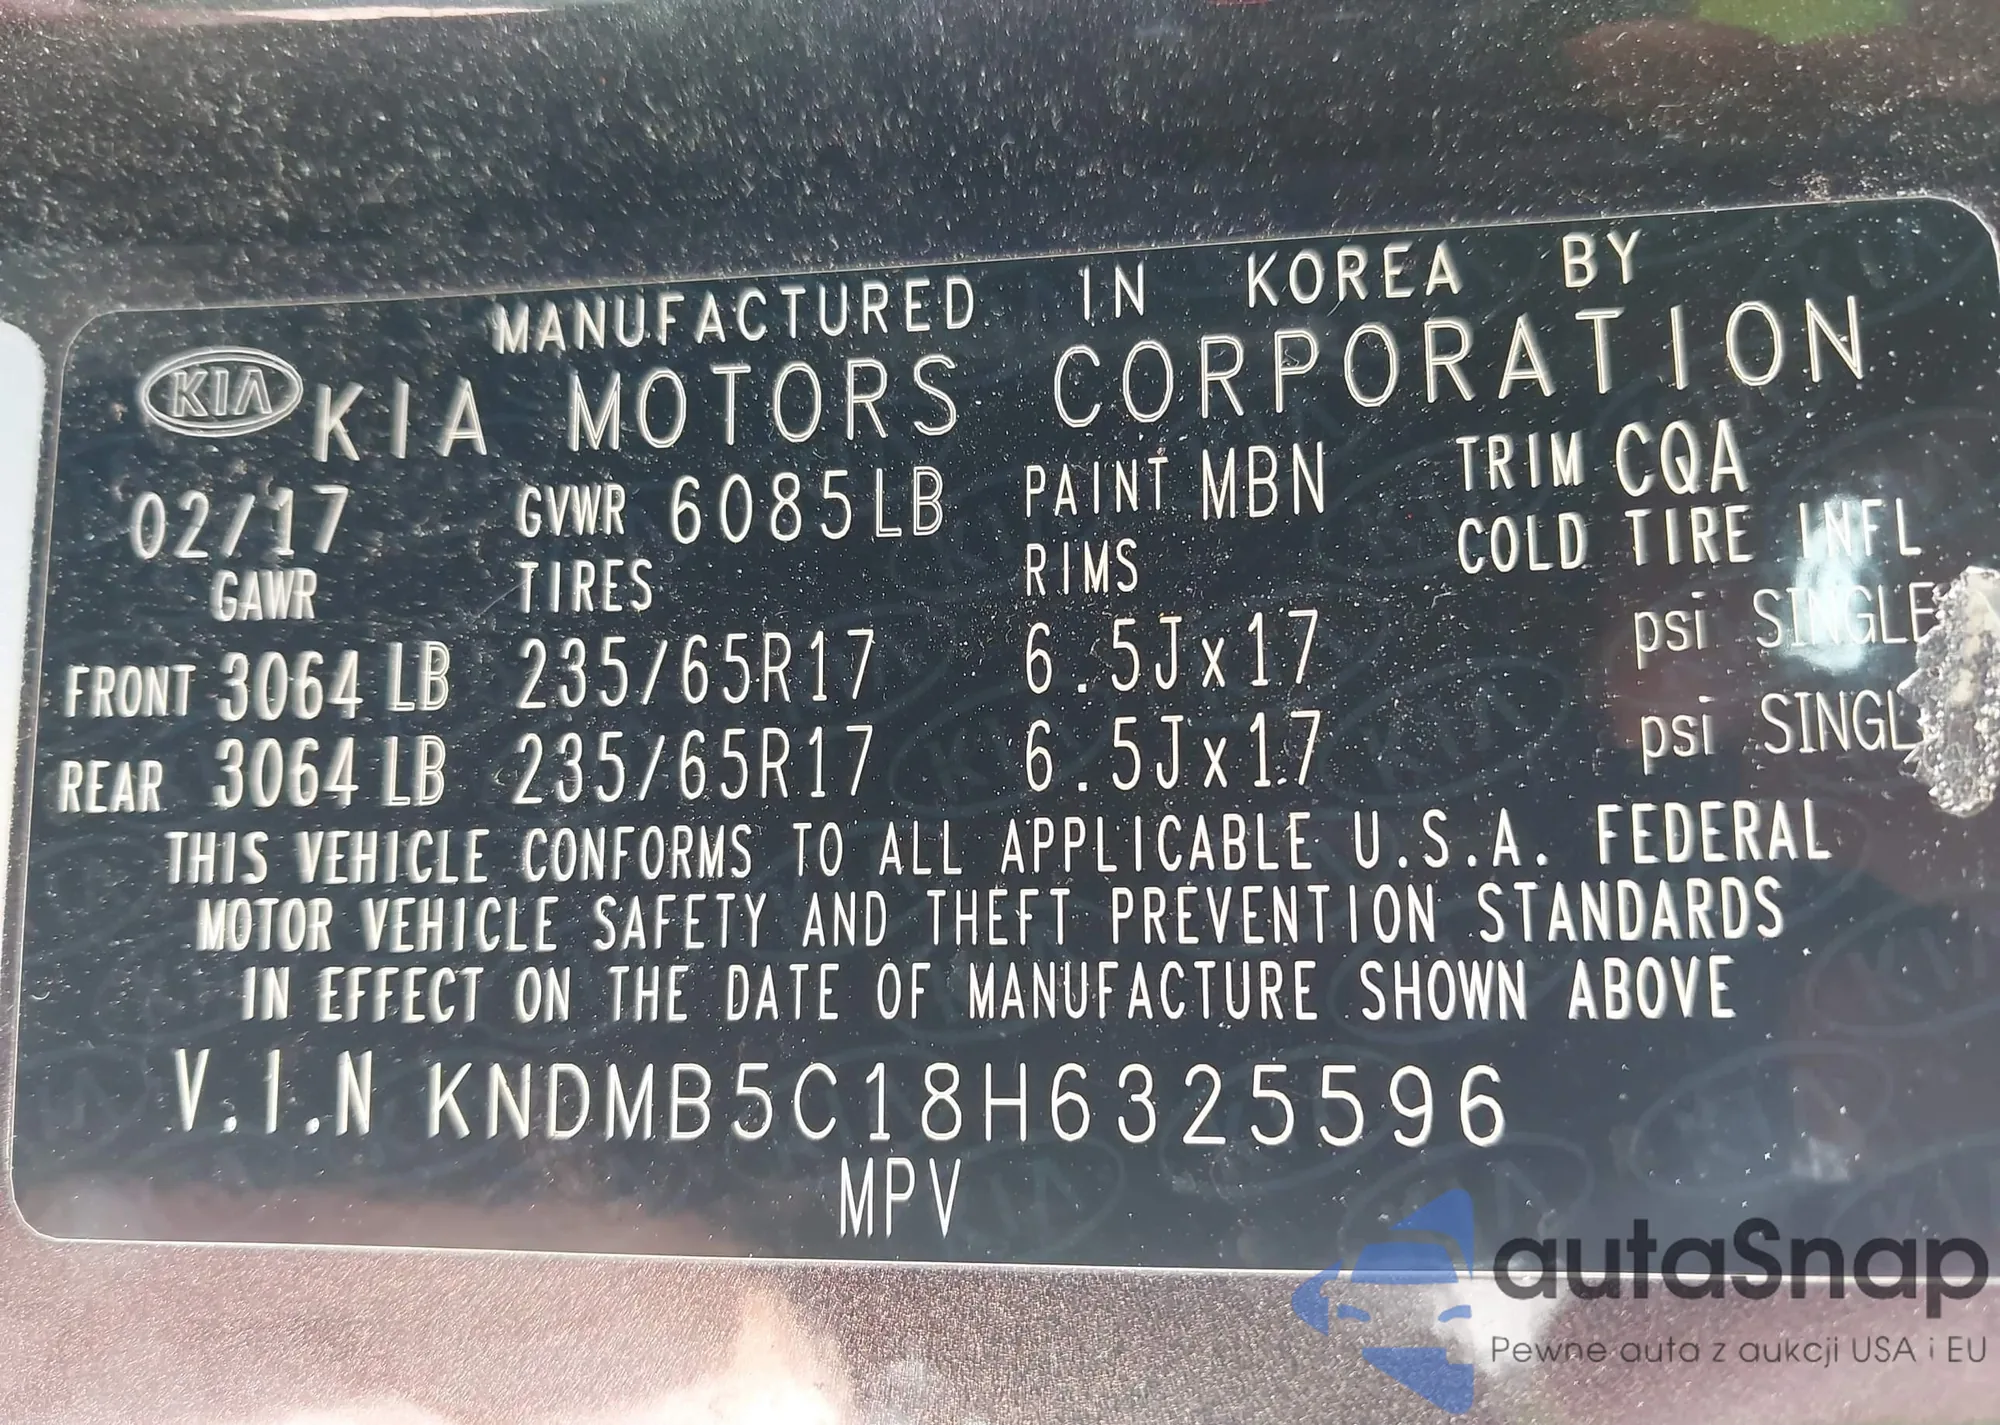 MANUFACTURED IN KOREA BY
KIA KIA MOTORS CORPORATION
02/17 GVWR 6085LB PAINT MBN TRIM CQA
GAWR TIRES RIMS COLD TIRE INFL
FRONT 3064 LB 235/65R17 6.5Jx17 psi SINGLE
REAR 3064 LB 235/65R17 6.5Jx17 psi SINGL
THIS VEHICLE CONFORMS TO ALL APPLICABLE U.S.A. FEDERAL
MOTOR VEHICLE SAFETY AND THEFT PREVENTION STANDARDS
IN EFFECT ON THE DATE OF MANUFACTURE SHOWN ABOVE
V.I.N KNDMB5C18H6325596
MPV
autaSnap
Pewne auta z aukcji USA i EU